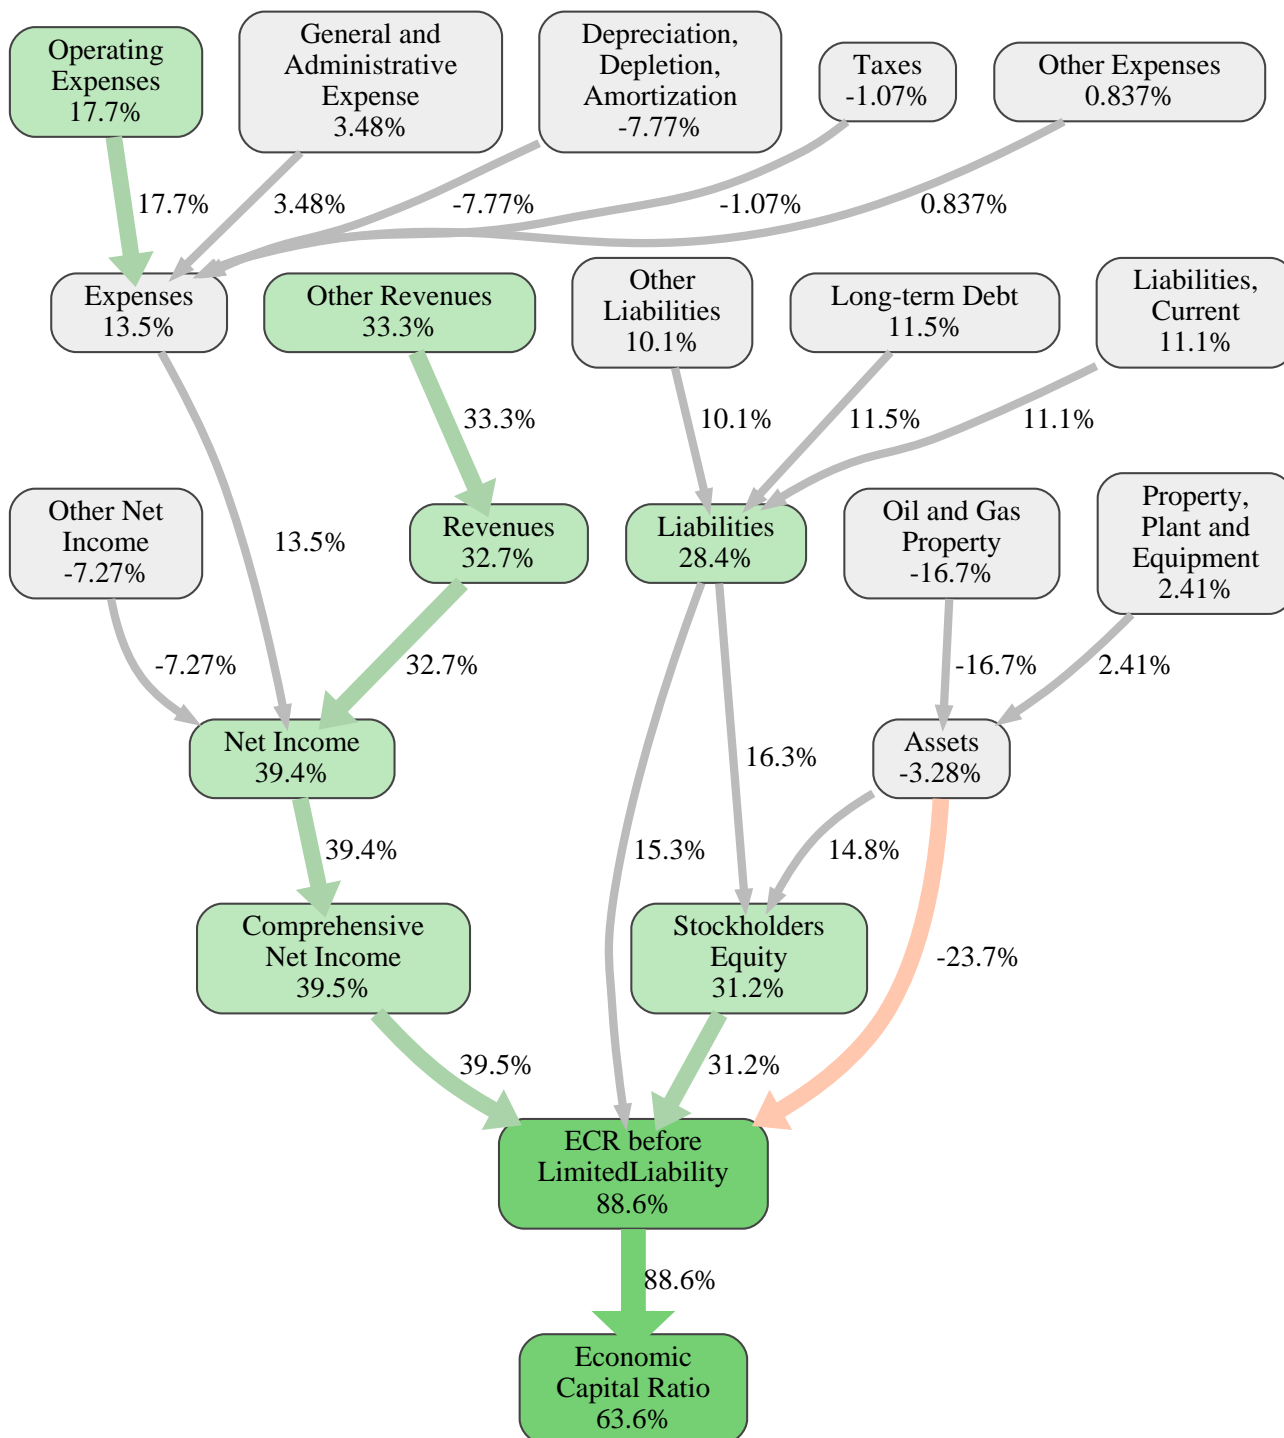 Operating
Expenses
17.7%
General and
Administrative
Expense
3.48%
Depreciation,
Depletion,
Amortization
-7.77%
Taxes
-1.07%
Other Expenses
0.837%
17.7%
3.48%
-7.77%
-1.07%
0.837%
Expenses
13.5%
Other Revenues
33.3%
Other
Liabilities
10.1%
Long-term Debt
11.5%
Liabilities,
Current
11.1%
33.3%
10.1%
11.5%
11.1%
Other Net
Income
-7.27%
13.5%
Revenues
32.7%
Liabilities
28.4%
Oil and Gas
Property
-16.7%
Property,
Plant and
Equipment
2.41%
-7.27%
32.7%
-16.7%
2.41%
Net Income
39.4%
16.3%
Assets
-3.28%
39.4%
15.3%
14.8%
Comprehensive
Net Income
39.5%
Stockholders
Equity
31.2%
-23.7%
39.5%
31.2%
ECR before
LimitedLiability
88.6%
88.6%
Economic
Capital Ratio
63.6%